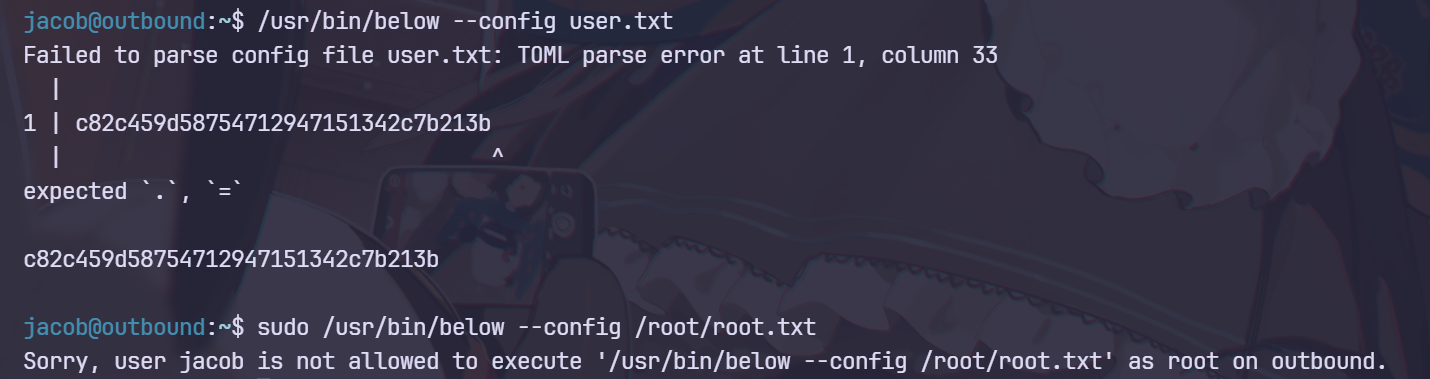 jacob@outbound:~$ /usr/bin/below --config user.txt
Failed to parse config file user.txt: TOML parse error at line 1, column 33
  |
1 | c82c459d58754712947151342c7b213b
  |                                 ^
expected `.`, `=`

c82c459d58754712947151342c7b213b

jacob@outbound:~$ sudo /usr/bin/below --config /root/root.txt
Sorry, user jacob is not allowed to execute '/usr/bin/below --config /root/root.txt' as root on outbound.